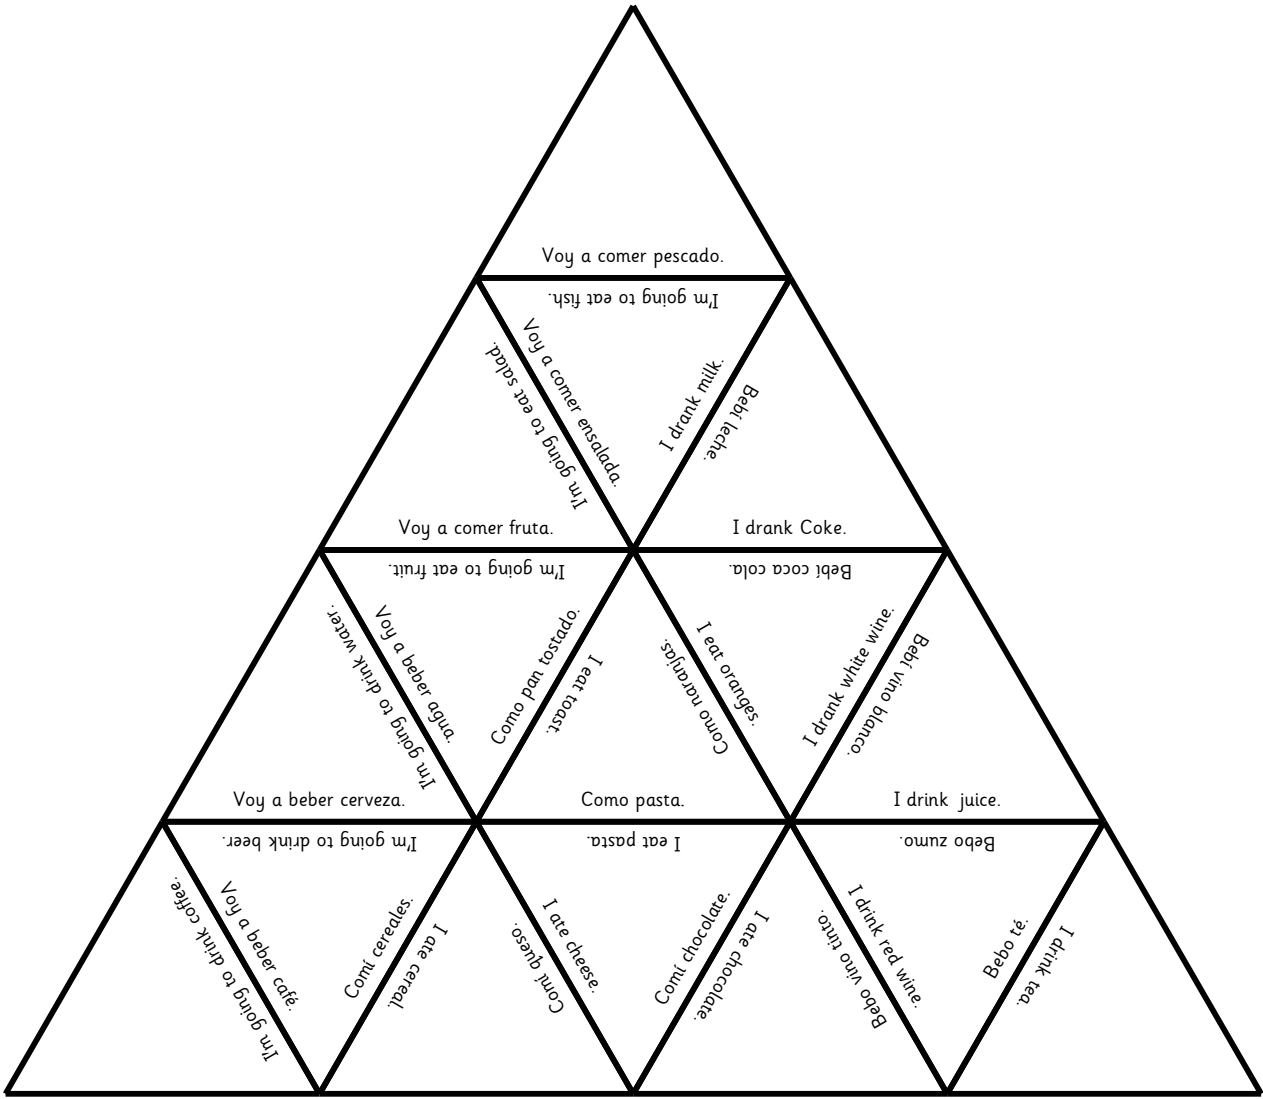 Voy a comer pescado.
I'm going to eat fish.
Voy a comer ensalada.
I'm going to eat salad.
I drank milk.
Bebí leche.
Voy a comer fruta.
I'm going to eat fruit.
I drank Coke.
Bebí coca cola.
Voy a beber agua.
I'm going to drink water.
Como pan tostado.
I eat toast.
I eat oranges.
Como naranjas.
I drank white wine.
Bebí vino blanco.
Voy a beber cerveza.
I'm going to drink beer.
Como pasta.
I eat pasta.
I drink juice.
Bebo zumo.
Voy a beber café.
I'm going to drink coffee.
Comí cereales.
I ate cereal.
I ate cheese.
Comí queso.
Comí chocolate.
I ate chocolate.
I drink red wine.
Bebo vino tinto.
Bebo té.
I drink tea.